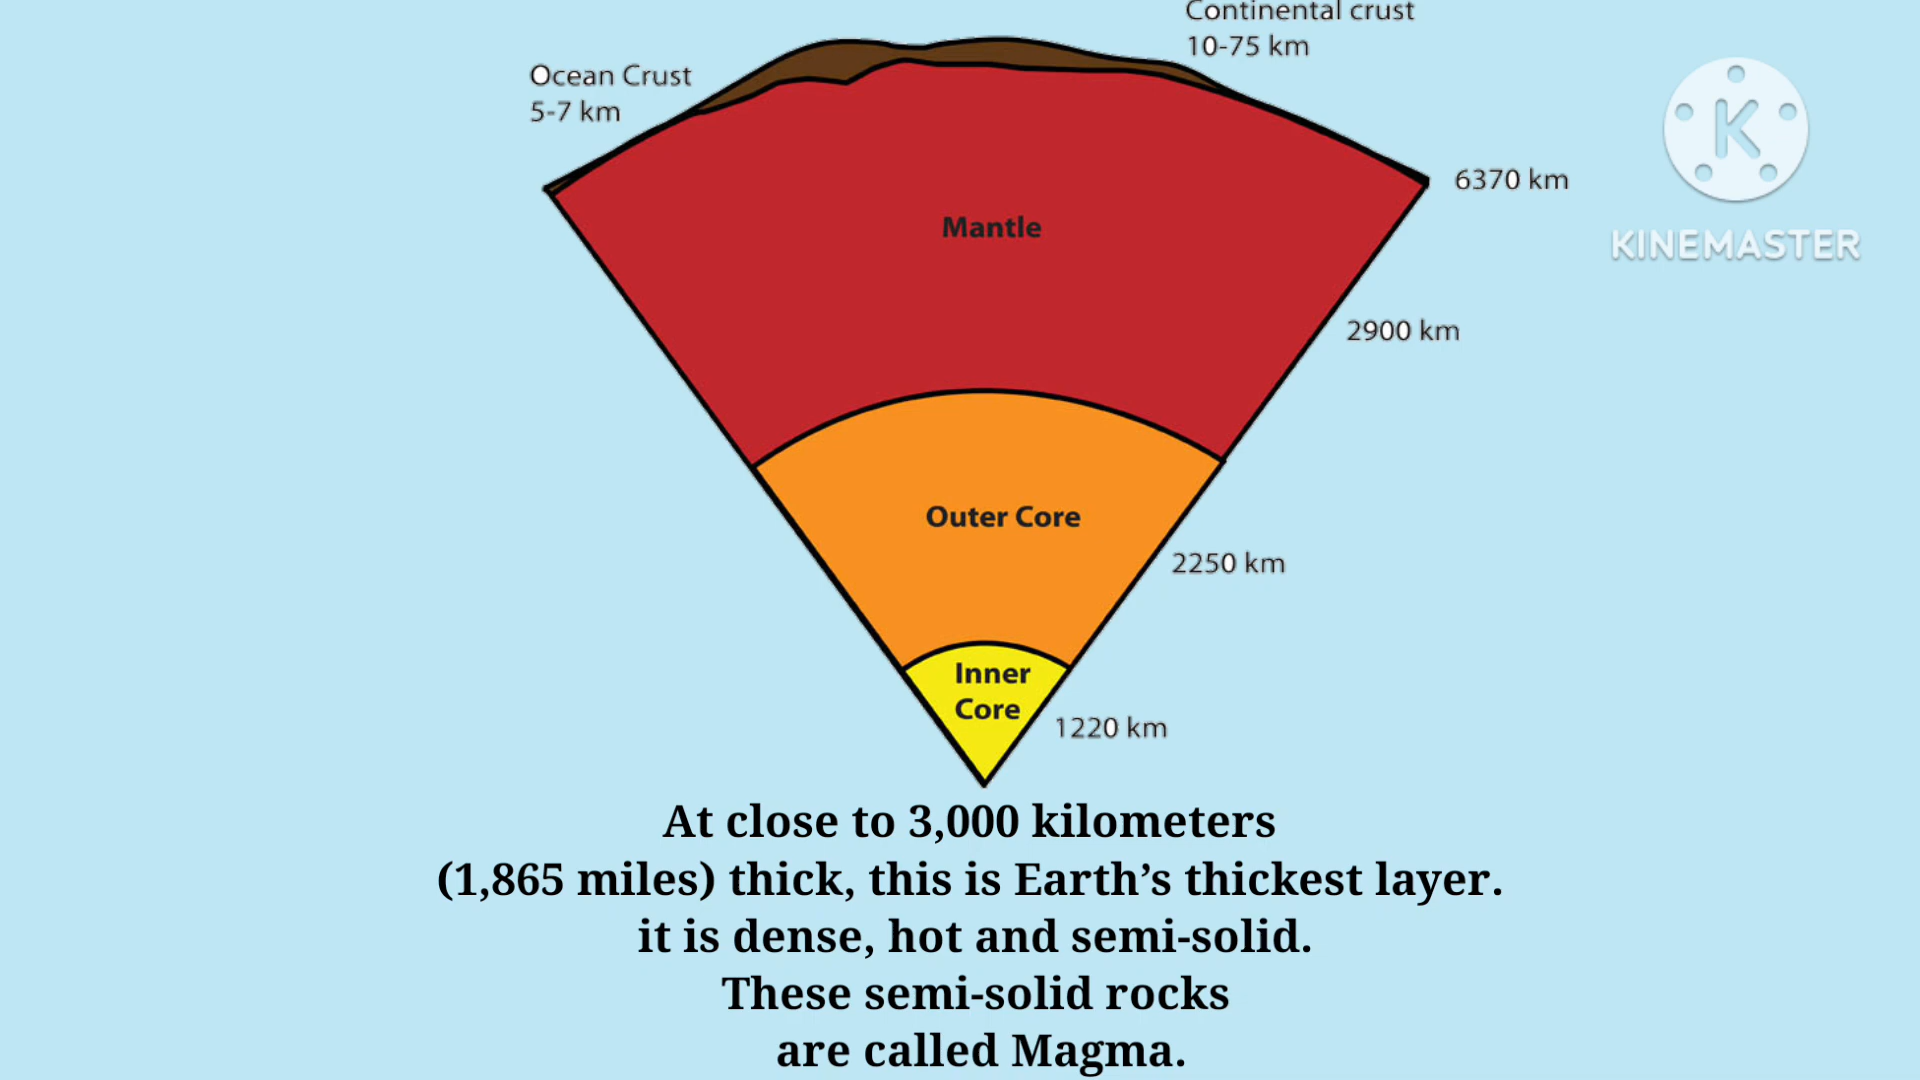 Continental crust
10-75 km
Ocean Crust
5-7 km
6370 km
Mantle
KINEMASTER
2900 km
Outer Core
2250 km
Inner
Core
1220 km
At close to 3,000 kilometers
(1,865 miles) thick, this is Earth’s thickest layer.
it is dense, hot and semi-solid.
These semi-solid rocks
are called Magma.